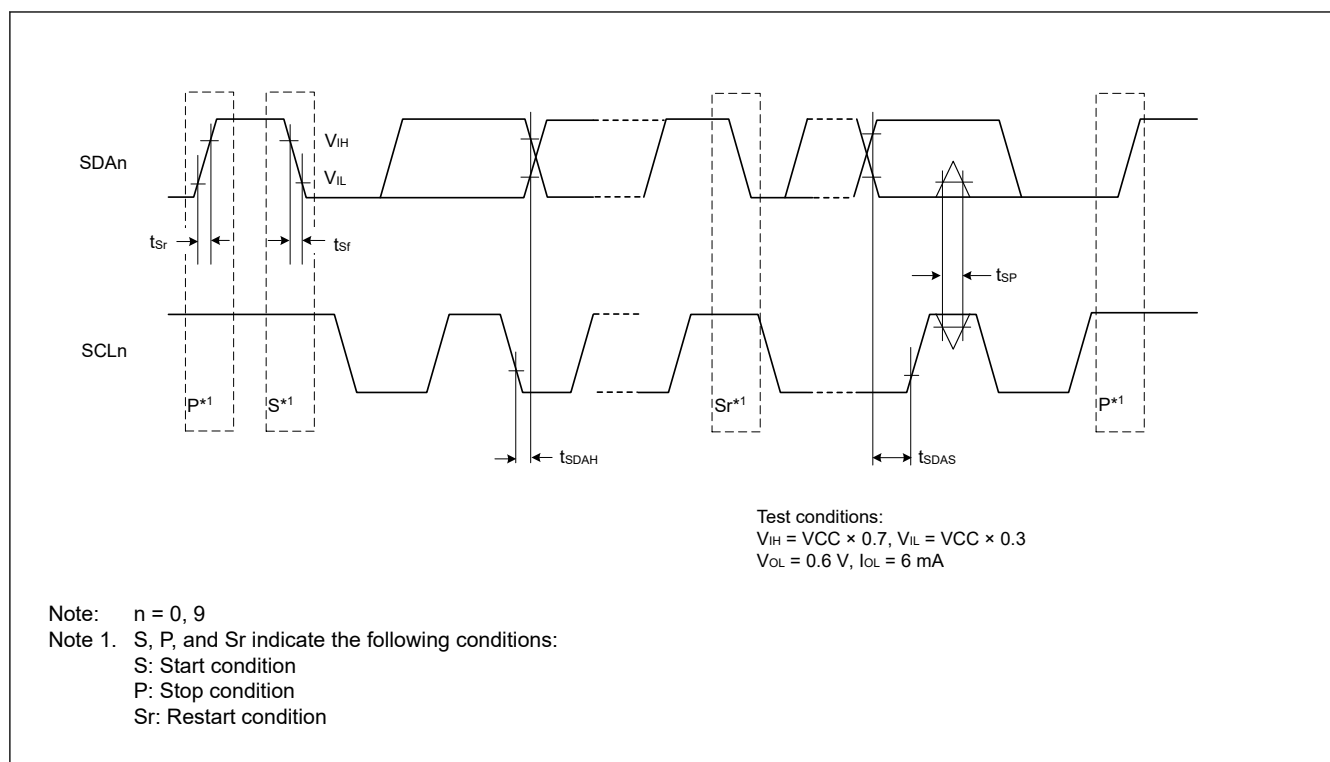 SDAn
VIH
VIL
tSr
tSf
tSP
SCLn
P*1
S*1
Sr*1
P*1
tSDAH
tSDAS
Test conditions:
VIH = VCC × 0.7, VIL = VCC × 0.3
VOL = 0.6 V, IOL = 6 mA
Note: n = 0, 9
Note 1. S, P, and Sr indicate the following conditions:
S: Start condition
P: Stop condition
Sr: Restart condition